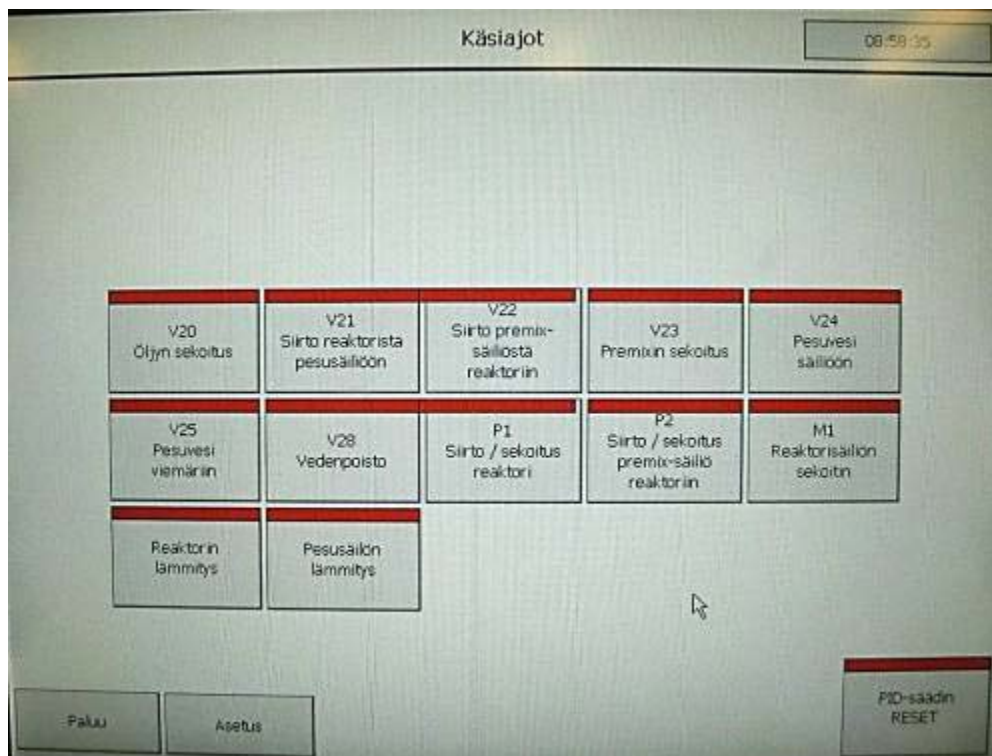 Käsiajot
08:58:35
V20
Öljyn sekoitus
V21
Siirto reaktorista
pesusäiliöön
V22
Siirto premix-
säiliöstä
reaktoriin
V23
Premixin sekoitus
V24
Pesuvesi
säiliöön
V25
Pesuvesi
viemäriin
V28
Vedenpoisto
P1
Siirto / sekoitus
reaktori
P2
Siirto / sekoitus
premix-säiliö
reaktoriin
M1
Reaktorisäiliön
sekoitin
Reaktorin
lämmitys
Pesusäilön
lämmitys
Paluu
Asetus
PID-säädin
RESET